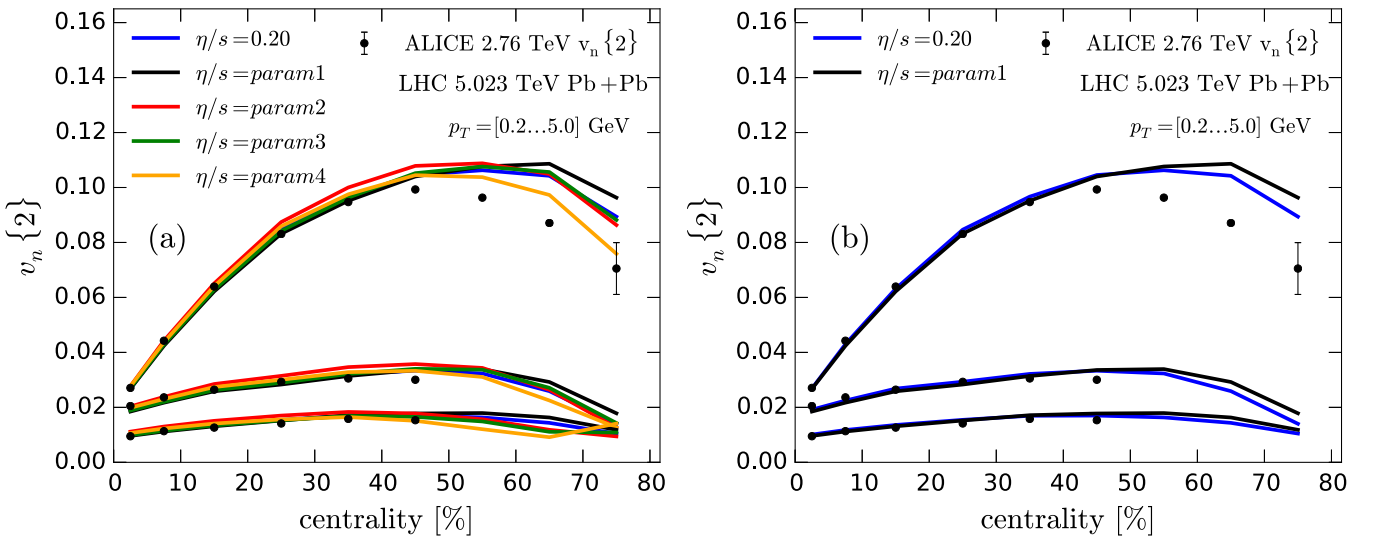 0.16
0.14
0.12
0.10
0.08
0.06
0.04
0.02
0.00
v_n{2}
η/s=0.20
η/s=param1
η/s=param2
η/s=param3
η/s=param4
ALICE 2.76 TeV v_n{2}
LHC 5.023 TeV Pb+Pb
p_T=[0.2...5.0] GeV
(a)
0 10 20 30 40 50 60 70 80
centrality [%]
0.16
0.14
0.12
0.10
0.08
0.06
0.04
0.02
0.00
v_n{2}
η/s=0.20
η/s=param1
ALICE 2.76 TeV v_n{2}
LHC 5.023 TeV Pb+Pb
p_T=[0.2...5.0] GeV
(b)
0 10 20 30 40 50 60 70 80
centrality [%]